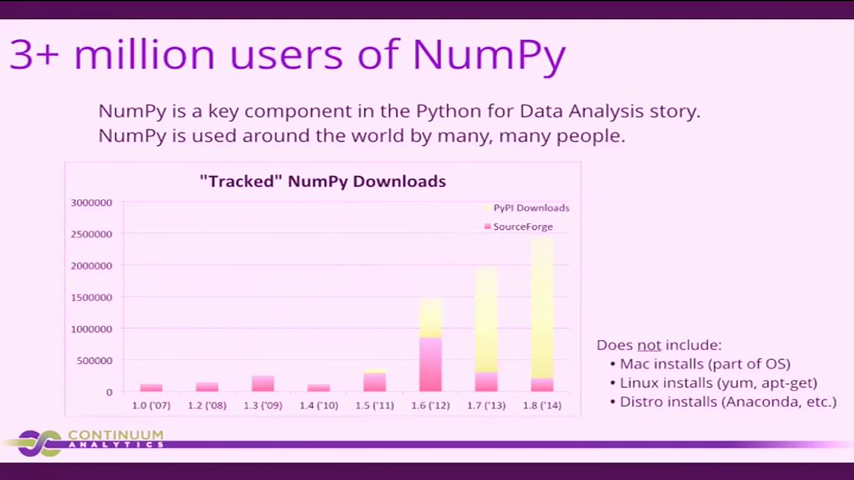 3+ million users of NumPy
NumPy is a key component in the Python for Data Analysis story.
NumPy is used around the world by many, many people.
"Tracked" NumPy Downloads
3000000
2500000
2000000
1500000
1000000
500000
0
PyPI Downloads
SourceForge
1.0 ('07) 1.2 ('08) 1.3 ('09) 1.4 ('10) 1.5 ('11) 1.6 ('12) 1.7 ('13) 1.8 ('14)
Does not include:
• Mac installs (part of OS)
• Linux installs (yum, apt-get)
• Distro installs (Anaconda, etc.)
CONTINUUM
ANALYTICS